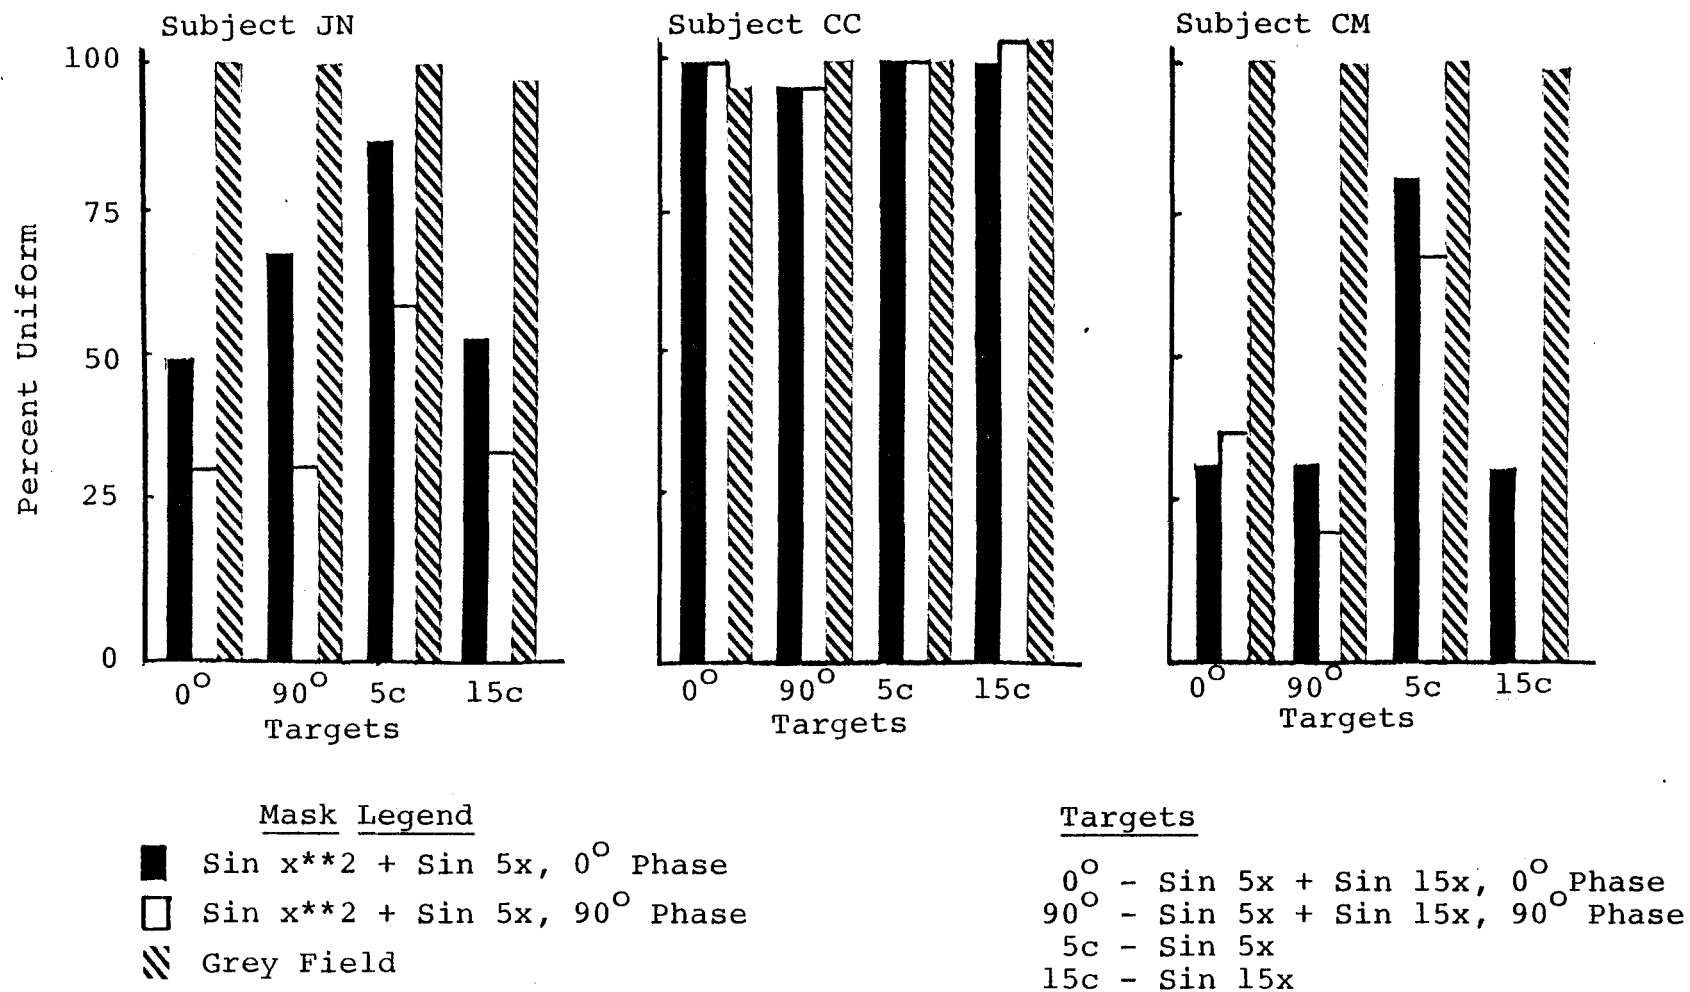 Subject JN
Subject CC
Subject CM
100
75
50
25
0
Percent Uniform
0° 90° 5c 15c
Targets
0° 90° 5c 15c
Targets
0° 90° 5c 15c
Targets
Mask Legend
Sin x**2 + Sin 5x, 0° Phase
Sin x**2 + Sin 5x, 90° Phase
Grey Field
Targets
0° - Sin 5x + Sin 15x, 0° Phase
90° - Sin 5x + Sin 15x, 90° Phase
5c - Sin 5x
15c - Sin 15x